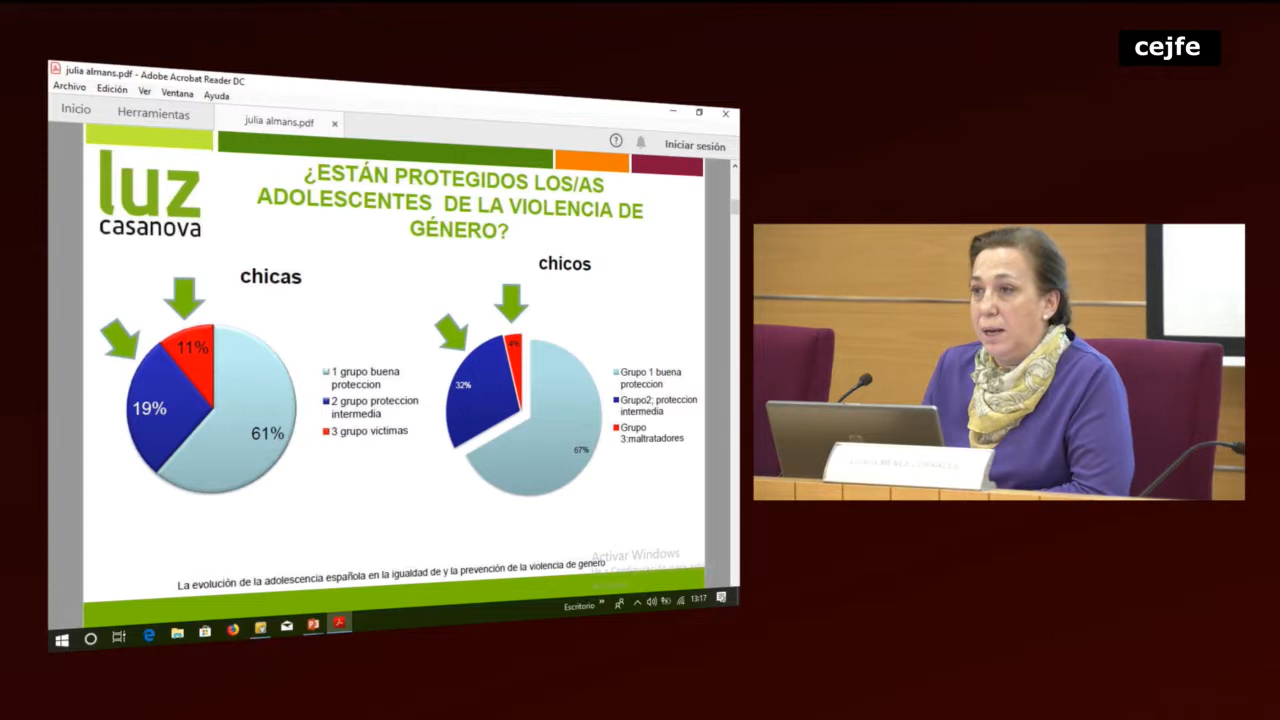 cejfe
julia almans.pdf - Adobe Acrobat Reader DC
Archivo Edición Ver Ventana Ayuda
Inicio Herramientas julia almans.pdf ×
Iniciar sesión
luz
casanova
¿ESTÁN PROTEGIDOS LOS/AS
ADOLESCENTES DE LA VIOLENCIA DE
GÉNERO?
chicas
11%
19%
61%
1 grupo buena
proteccion
2 grupo proteccion
intermedia
3 grupo victimas
chicos
4%
32%
67%
Grupo 1 buena
proteccion
Grupo2; proteccion
intermedia
Grupo
3:maltratadores
Activar Windows
La evolución de la adolescencia española en la igualdad de y la prevención de la violencia de genero
Escritorio
13:17